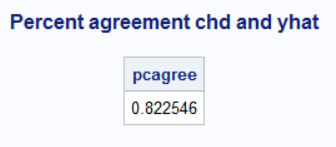 Percent agreement chd and yhat
pcagree
0.822546